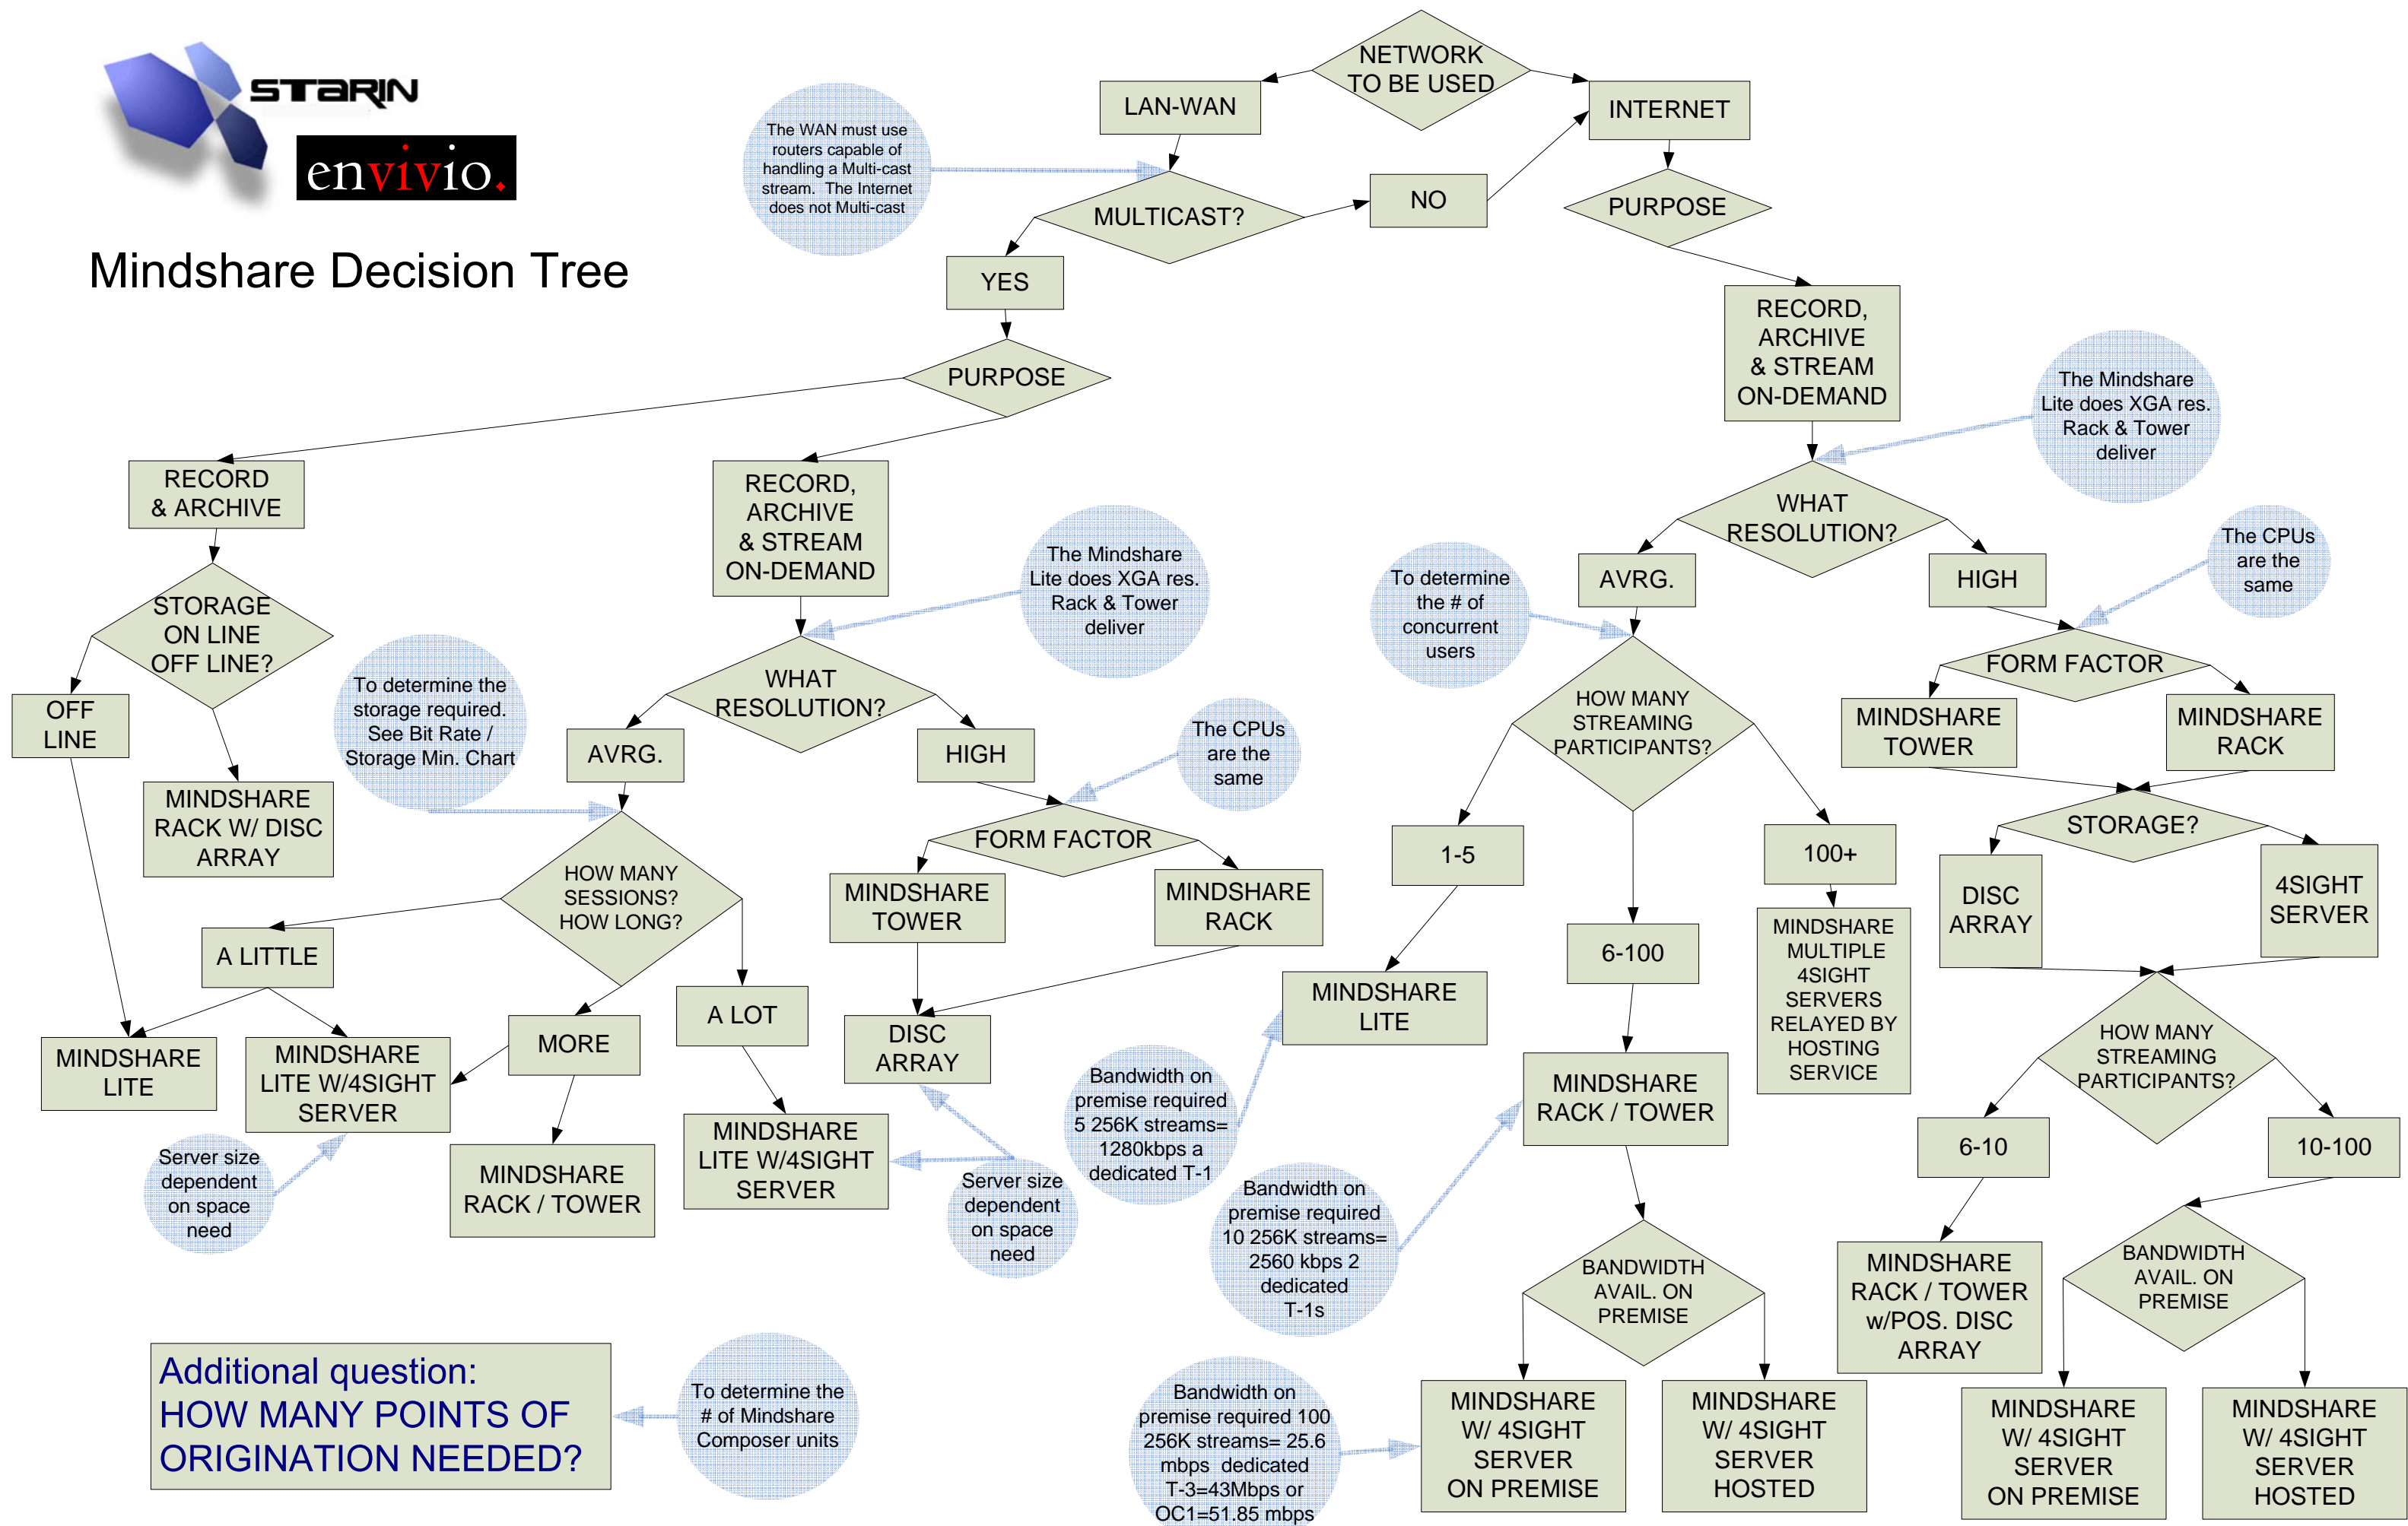 STARIN
envivio.
Mindshare Decision Tree
NETWORK
TO BE USED
LAN-WAN
INTERNET
The WAN must use
routers capable of
handling a Multi-cast
stream. The Internet
does not Multi-cast
MULTICAST?
NO
PURPOSE
YES
PURPOSE
RECORD,
ARCHIVE
& STREAM
ON-DEMAND
The Mindshare
Lite does XGA res.
Rack & Tower
deliver
RECORD
& ARCHIVE
RECORD,
ARCHIVE
& STREAM
ON-DEMAND
The Mindshare
Lite does XGA res.
Rack & Tower
deliver
WHAT
RESOLUTION?
The CPUs
are the
same
STORAGE
ON LINE
OFF LINE?
To determine
the # of
concurrent
users
AVRG.
HIGH
FORM FACTOR
OFF
LINE
To determine the
storage required.
See Bit Rate /
Storage Min. Chart
WHAT
RESOLUTION?
HOW MANY
STREAMING
PARTICIPANTS?
MINDSHARE
TOWER
MINDSHARE
RACK
AVRG.
HIGH
The CPUs
are the
same
MINDSHARE
RACK W/ DISC
ARRAY
FORM FACTOR
1-5
100+
STORAGE?
HOW MANY
SESSIONS?
HOW LONG?
MINDSHARE
TOWER
MINDSHARE
RACK
DISC
ARRAY
4SIGHT
SERVER
A LITTLE
6-100
MINDSHARE
MULTIPLE
4SIGHT
SERVERS
RELAYED BY
HOSTING
SERVICE
MORE
A LOT
DISC
ARRAY
MINDSHARE
LITE
MINDSHARE
LITE
MINDSHARE
LITE W/4SIGHT
SERVER
Bandwidth on
premise required
5 256K streams=
1280kbps a
dedicated T-1
MINDSHARE
RACK / TOWER
HOW MANY
STREAMING
PARTICIPANTS?
Server size
dependent
on space
need
MINDSHARE
RACK / TOWER
MINDSHARE
LITE W/4SIGHT
SERVER
Server size
dependent
on space
need
Bandwidth on
premise required
10 256K streams=
2560 kbps 2
dedicated
T-1s
6-10
10-100
BANDWIDTH
AVAIL. ON
PREMISE
MINDSHARE
RACK / TOWER
w/POS. DISC
ARRAY
BANDWIDTH
AVAIL. ON
PREMISE
Additional question:
HOW MANY POINTS OF
ORIGINATION NEEDED?
To determine the
# of Mindshare
Composer units
Bandwidth on
premise required 100
256K streams= 25.6
mbps dedicated
T-3=43Mbps or
OC1=51.85 mbps
MINDSHARE
W/ 4SIGHT
SERVER
ON PREMISE
MINDSHARE
W/ 4SIGHT
SERVER
HOSTED
MINDSHARE
W/ 4SIGHT
SERVER
ON PREMISE
MINDSHARE
W/ 4SIGHT
SERVER
HOSTED